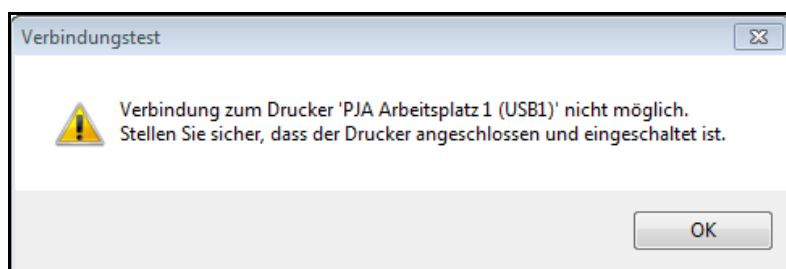 Verbindungstest
Verbindung zum Drucker 'PJA Arbeitsplatz 1 (USB1)' nicht möglich.
Stellen Sie sicher, dass der Drucker angeschlossen und eingeschaltet ist.
OK